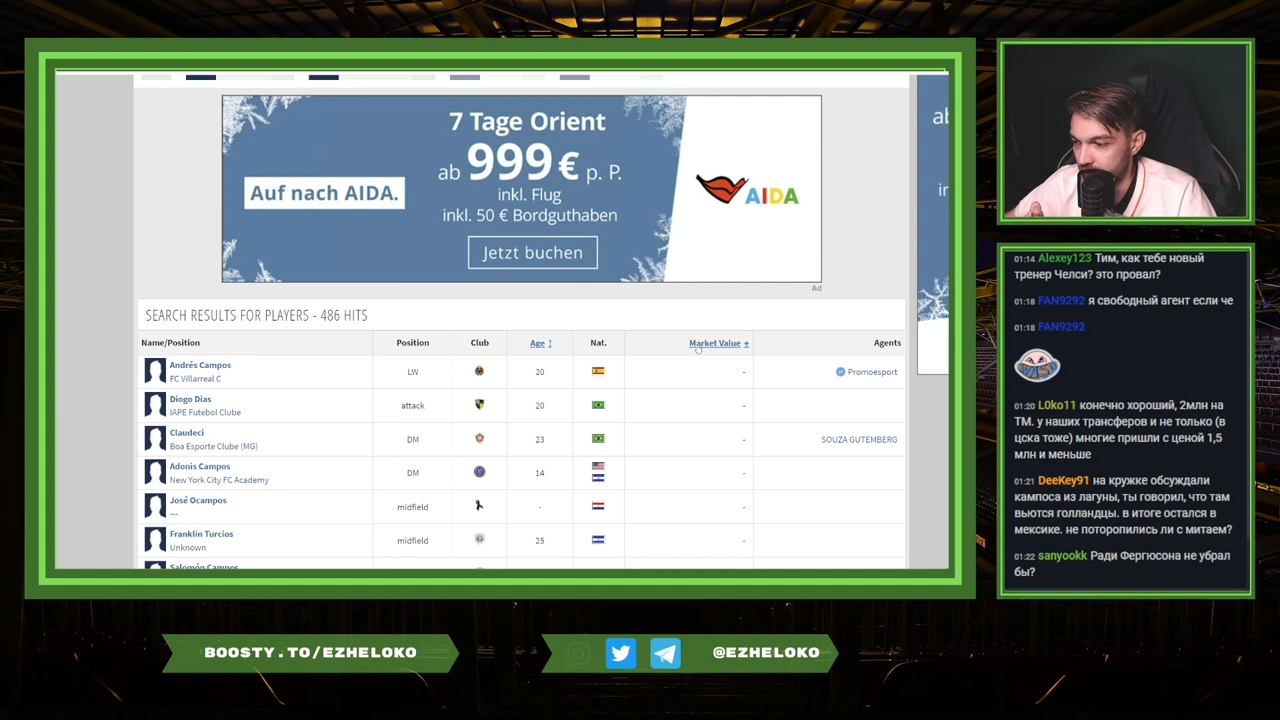 7 Tage Orient
ab 999 € p. P.
inkl. Flug
inkl. 50 € Bordguthaben
Jetzt buchen
Auf nach AIDA.
AIDA
Ad
SEARCH RESULTS FOR PLAYERS - 486 HITS
Name/Position Position Club Age Nat. Market Value Agents
Andrés Campos
FC Villarreal C
LW 20 - Promoesport
Diogo Dias
IAPE Futebol Clube
attack 20 -
Claudeci
Boa Esporte Clube (MG)
DM 23 - SOUZA GUTEMBERG
Adonis Campos
New York City FC Academy
DM 14 -
José Ocampos
---
midfield - -
Franklin Turcios
Unknown
midfield 25 -
Salomón Campos
01:14 Alexey123 Тим, как тебе новый
тренер Челси? это провал?
01:18 FAN9292 я свободный агент если че
01:18 FAN9292
01:20 L0ko11 конечно хороший, 2млн на
ТМ. у наших трансферов и не только (в
цска тоже) многие пришли с ценой 1,5
млн и меньше
01:21 DeeKey91 на кружке обсуждали
кампоса из лагуны, ты говорил, что там
вьются голландцы. в итоге остался в
мексике. не поторопились ли с митаем?
01:22 sanyookk Ради Фергюсона не убрал
бы?
BOOSTY.TO/EZHELOKO
@EZHELOKO